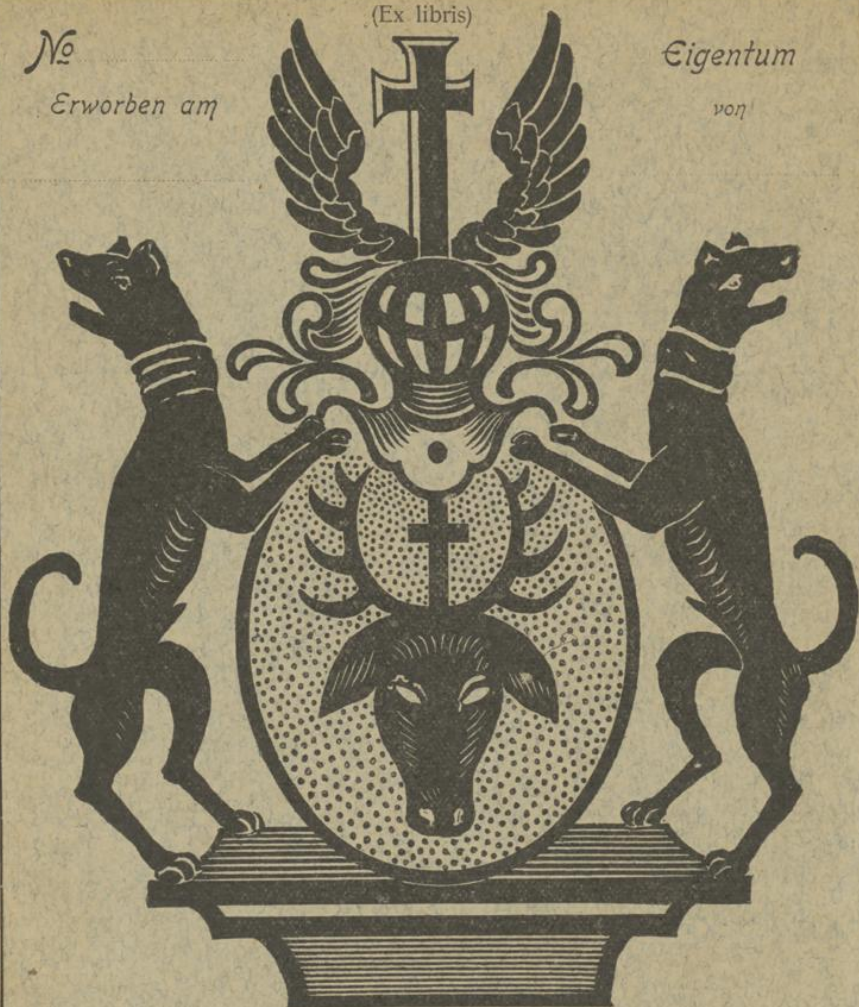 (Ex libris)
№
Erworben am
Eigentum
von